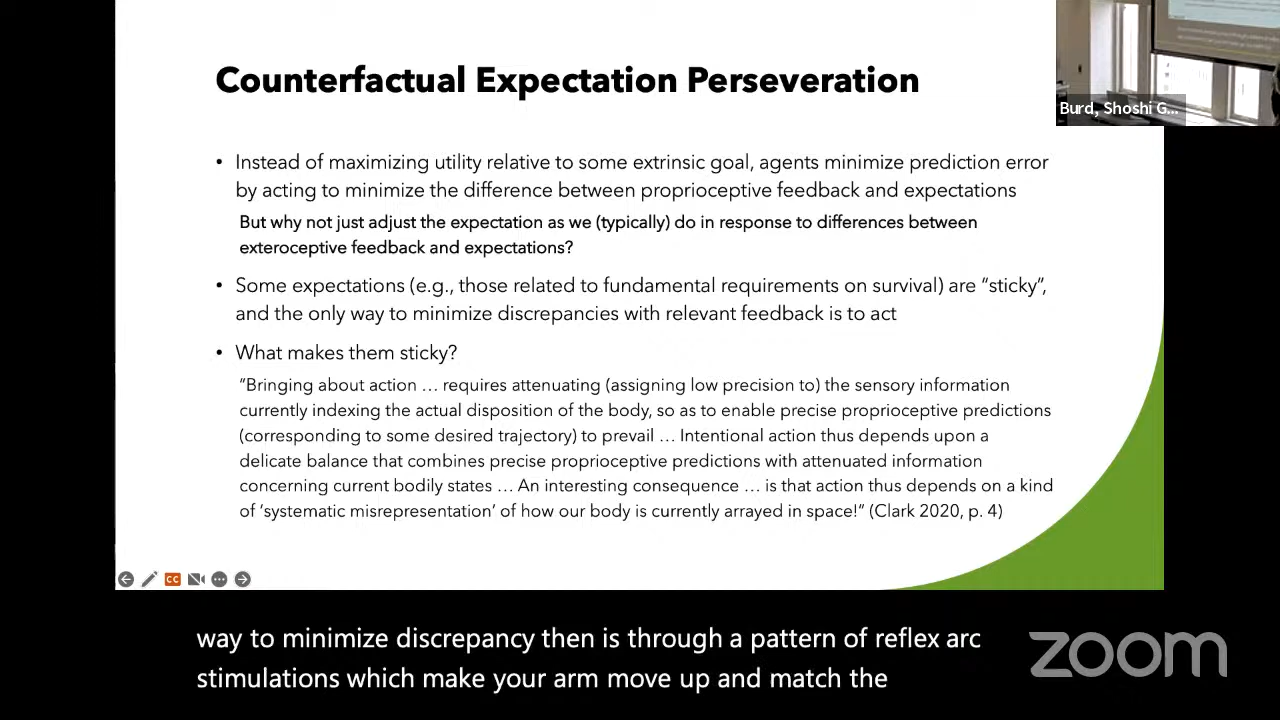 Counterfactual Expectation Perseveration
Burd, Shoshi G...
• Instead of maximizing utility relative to some extrinsic goal, agents minimize prediction error
by acting to minimize the difference between proprioceptive feedback and expectations
But why not just adjust the expectation as we (typically) do in response to differences between
exteroceptive feedback and expectations?
• Some expectations (e.g., those related to fundamental requirements on survival) are “sticky”,
and the only way to minimize discrepancies with relevant feedback is to act
• What makes them sticky?
“Bringing about action … requires attenuating (assigning low precision to) the sensory information
currently indexing the actual disposition of the body, so as to enable precise proprioceptive predictions
(corresponding to some desired trajectory) to prevail … Intentional action thus depends upon a
delicate balance that combines precise proprioceptive predictions with attenuated information
concerning current bodily states … An interesting consequence … is that action thus depends on a kind
of ‘systematic misrepresentation’ of how our body is currently arrayed in space!” (Clark 2020, p. 4)
CC
way to minimize discrepancy then is through a pattern of reflex arc
stimulations which make your arm move up and match the
zoom